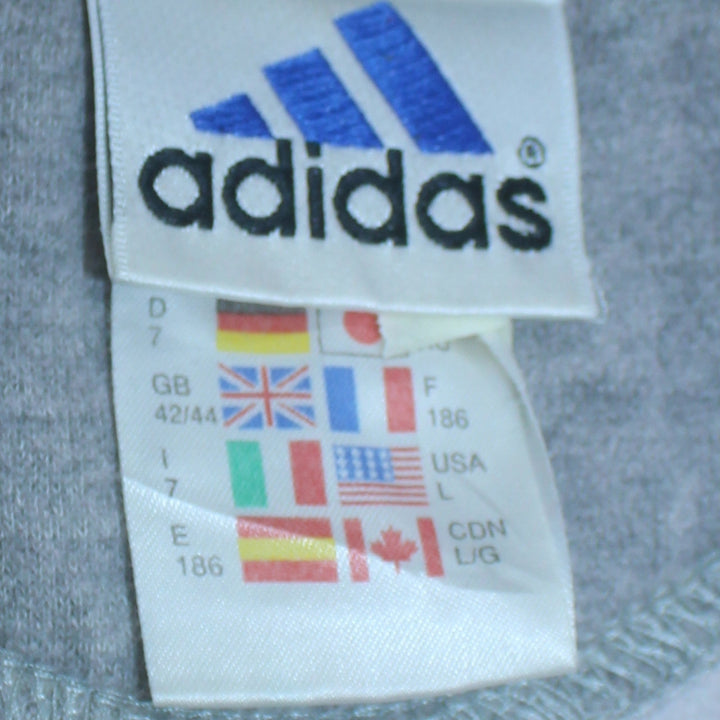 adidas®
D
7
GB F
42/44 186
I USA
7 L
E CDN
186 L/G